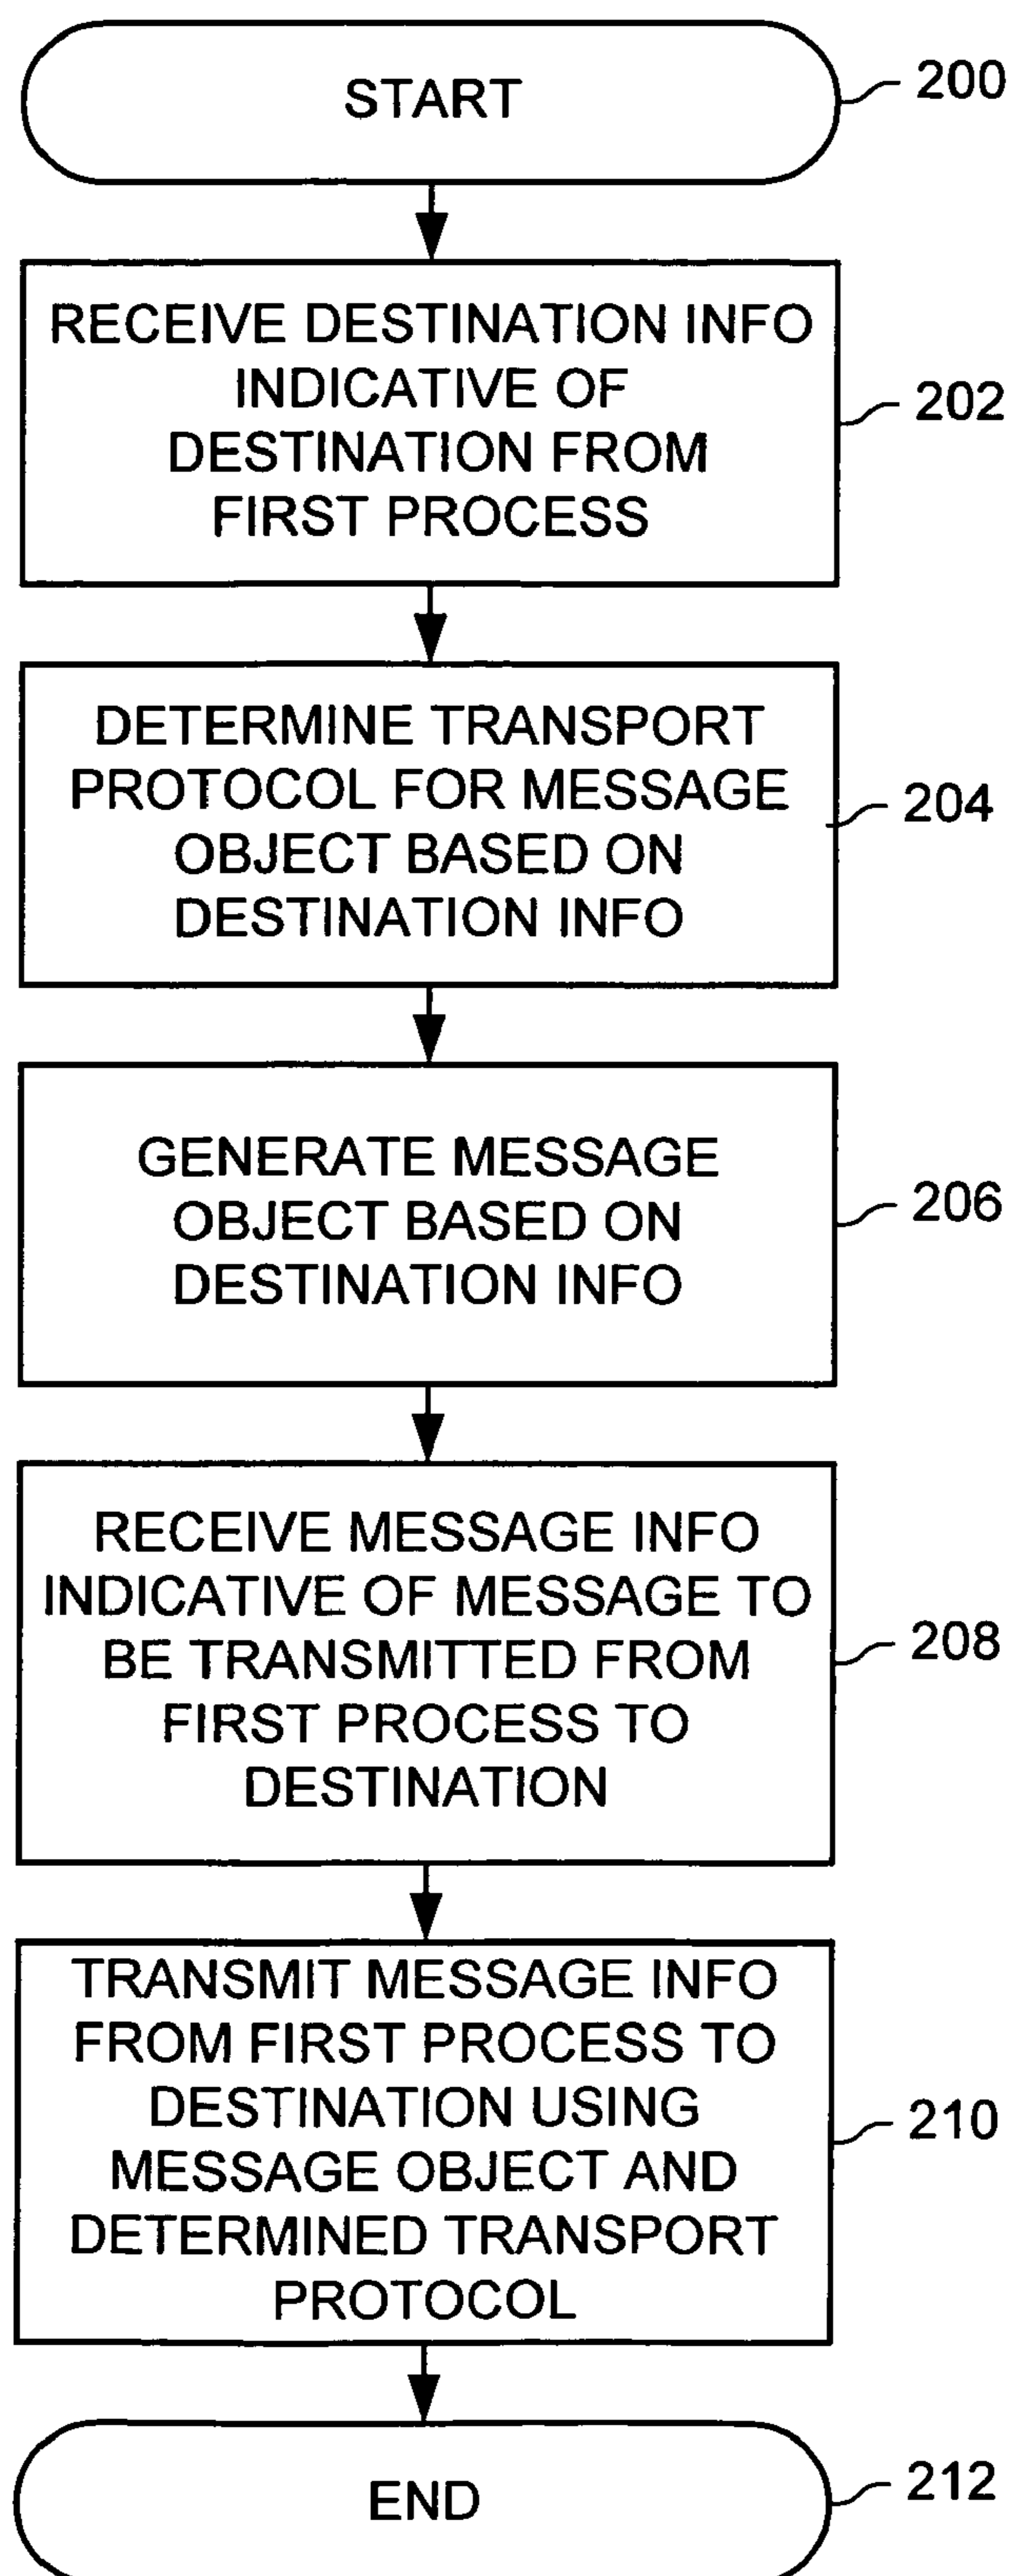 START
200
RECEIVE DESTINATION INFO
INDICATIVE OF
DESTINATION FROM
FIRST PROCESS
202
DETERMINE TRANSPORT
PROTOCOL FOR MESSAGE
OBJECT BASED ON
DESTINATION INFO
204
GENERATE MESSAGE
OBJECT BASED ON
DESTINATION INFO
206
RECEIVE MESSAGE INFO
INDICATIVE OF MESSAGE TO
BE TRANSMITTED FROM
FIRST PROCESS TO
DESTINATION
208
TRANSMIT MESSAGE INFO
FROM FIRST PROCESS TO
DESTINATION USING
MESSAGE OBJECT AND
DETERMINED TRANSPORT
PROTOCOL
210
END
212